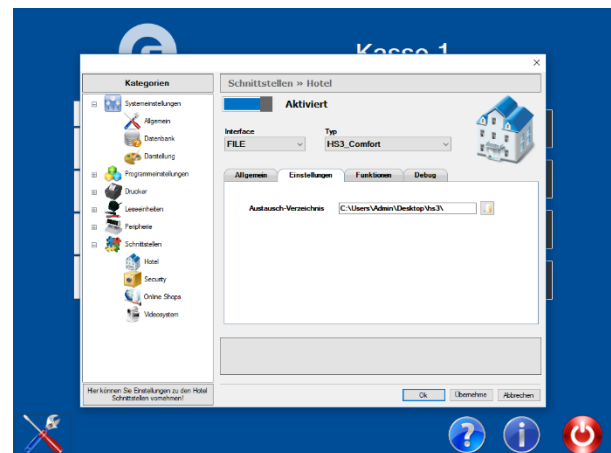 G
Kasse 1
Kategorien
Systemeinstellungen
Allgemein
Datenbank
Darstellung
Programmeinstellungen
Drucker
Leseeinheiten
Peripherie
Schnittstellen
Hotel
Security
Online Shops
Videosystem
Hier können Sie Einstellungen zu den Hotel
Schnittstellen vornehmen!
Schnittstellen » Hotel
Aktiviert
Interface
Typ
FILE
HS3_Comfort
Allgemein
Einstellungen
Funktionen
Debug
Austausch-Verzeichnis
C:\Users\Admin\Desktop\hs3\
Ok
Übernehme
Abbrechen